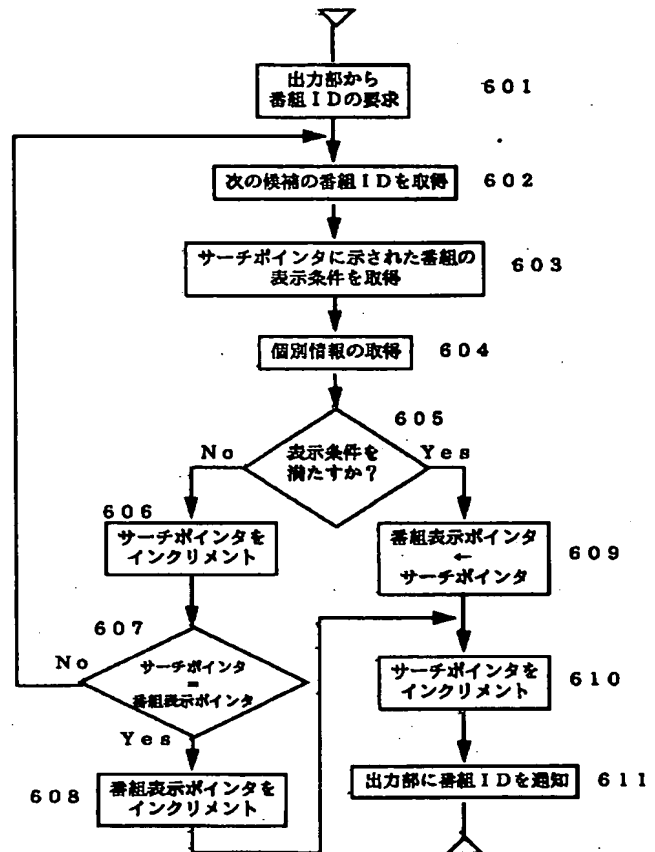 出力部から
番組IDの要求
601
次の候補の番組IDを取得
602
サーチポインタに示された番組の
表示条件を取得
603
個別情報の取得
604
605
表示条件を
満たすか?
No
Yes
606
サーチポインタを
インクリメント
番組表示ポインタ
←
サーチポインタ
609
607
サーチポインタ
=
番組表示ポインタ
No
Yes
サーチポインタを
インクリメント
610
608
番組表示ポインタを
インクリメント
出力部に番組IDを通知
611